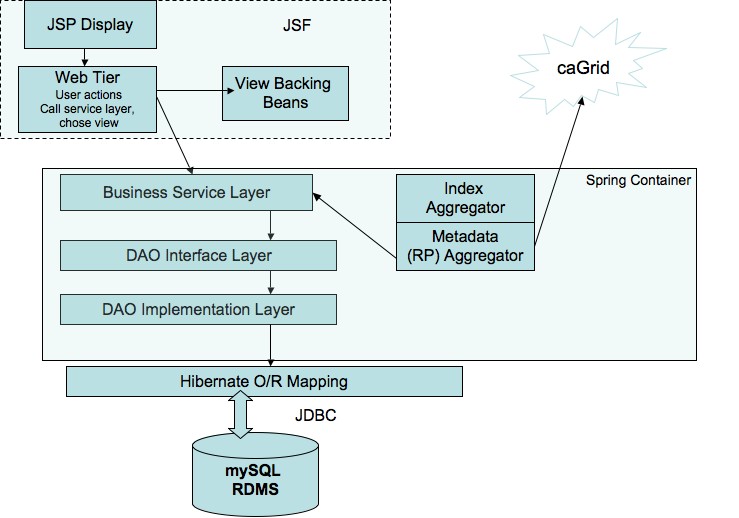 JSP Display
JSF
Web Tier
User actions
Call service layer,
chose view
View Backing
Beans
caGrid
Spring Container
Business Service Layer
Index
Aggregator
Metadata
(RP) Aggregator
DAO Interface Layer
DAO Implementation Layer
Hibernate O/R Mapping
JDBC
mySQL
RDMS